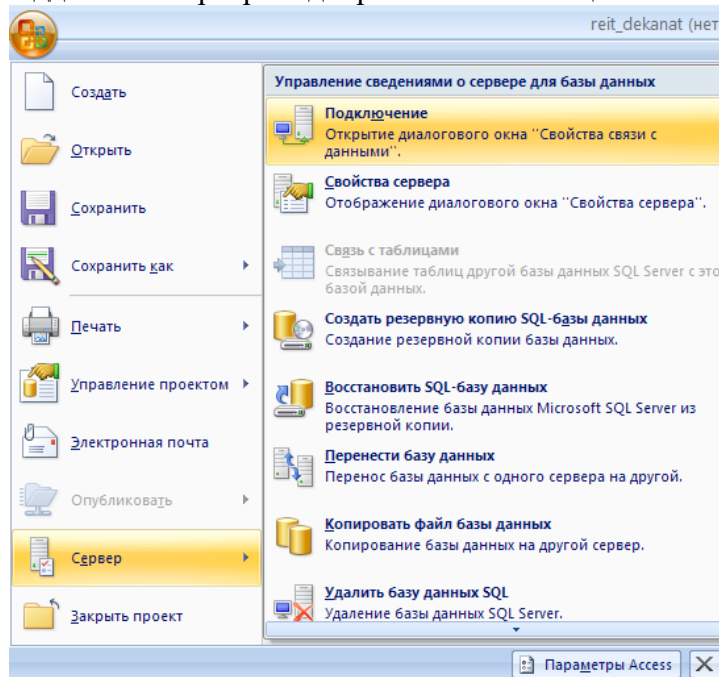 reit_dekanat (нет
Создать
Открыть
Сохранить
Сохранить как
Печать
Управление проектом
Электронная почта
Опубликовать
Сервер
Закрыть проект
Управление сведениями о сервере для базы данных
Подключение
Открытие диалогового окна "Свойства связи с
данными".
Свойства сервера
Отображение диалогового окна "Свойства сервера".
Связь с таблицами
Связывание таблиц другой базы данных SQL Server с это
базой данных.
Создать резервную копию SQL-базы данных
Создание резервной копии базы данных.
Восстановить SQL-базу данных
Восстановление базы данных Microsoft SQL Server из
резервной копии.
Перенести базу данных
Перенос базы данных с одного сервера на другой.
Копировать файл базы данных
Копирование базы данных на другой сервер.
Удалить базу данных SQL
Удаление базы данных SQL Server.
Параметры Access